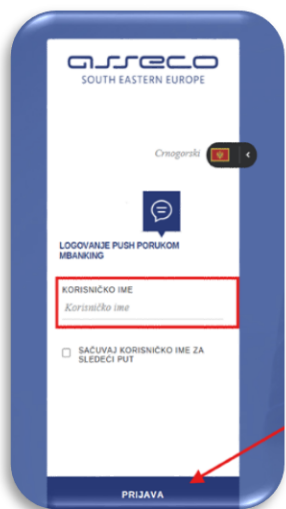 asseco
SOUTH EASTERN EUROPE
Crnogorski
LOGOVANJE PUSH PORUKOM
MBANKING
KORISNIČKO IME
Korisničko ime
SAČUVAJ KORISNIČKO IME ZA
SLEDEĆI PUT
PRIJAVA